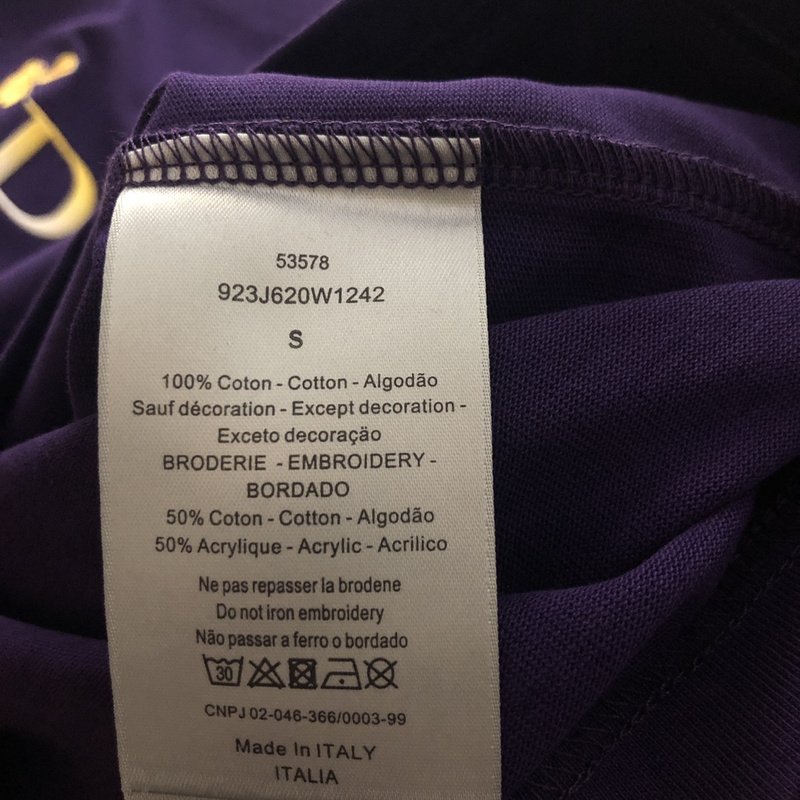 53578
923J620W1242
S
100% Coton - Cotton - Algodão
Sauf décoration - Except decoration -
Exceto decoração
BRODERIE - EMBROIDERY -
BORDADO
50% Coton - Cotton - Algodão
50% Acrylique - Acrylic - Acrilico
Ne pas repasser la brodene
Do not iron embroidery
Não passar a ferro o bordado
30
CNPJ 02-046-366/0003-99
Made In ITALY
ITALIA